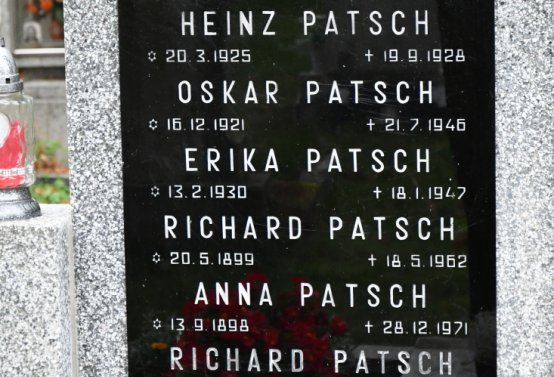 HEINZ PATSCH
✡ 20.3.1925 ✝ 19.9.1928
OSKAR PATSCH
✡ 16.12.1921 ✝ 21.7.1946
ERIKA PATSCH
✡ 13.2.1930 ✝ 18.1.1947
RICHARD PATSCH
✡ 20.5.1899 ✝ 18.5.1962
ANNA PATSCH
✡ 13.9.1898 ✝ 28.12.1971
RICHARD PATSCH